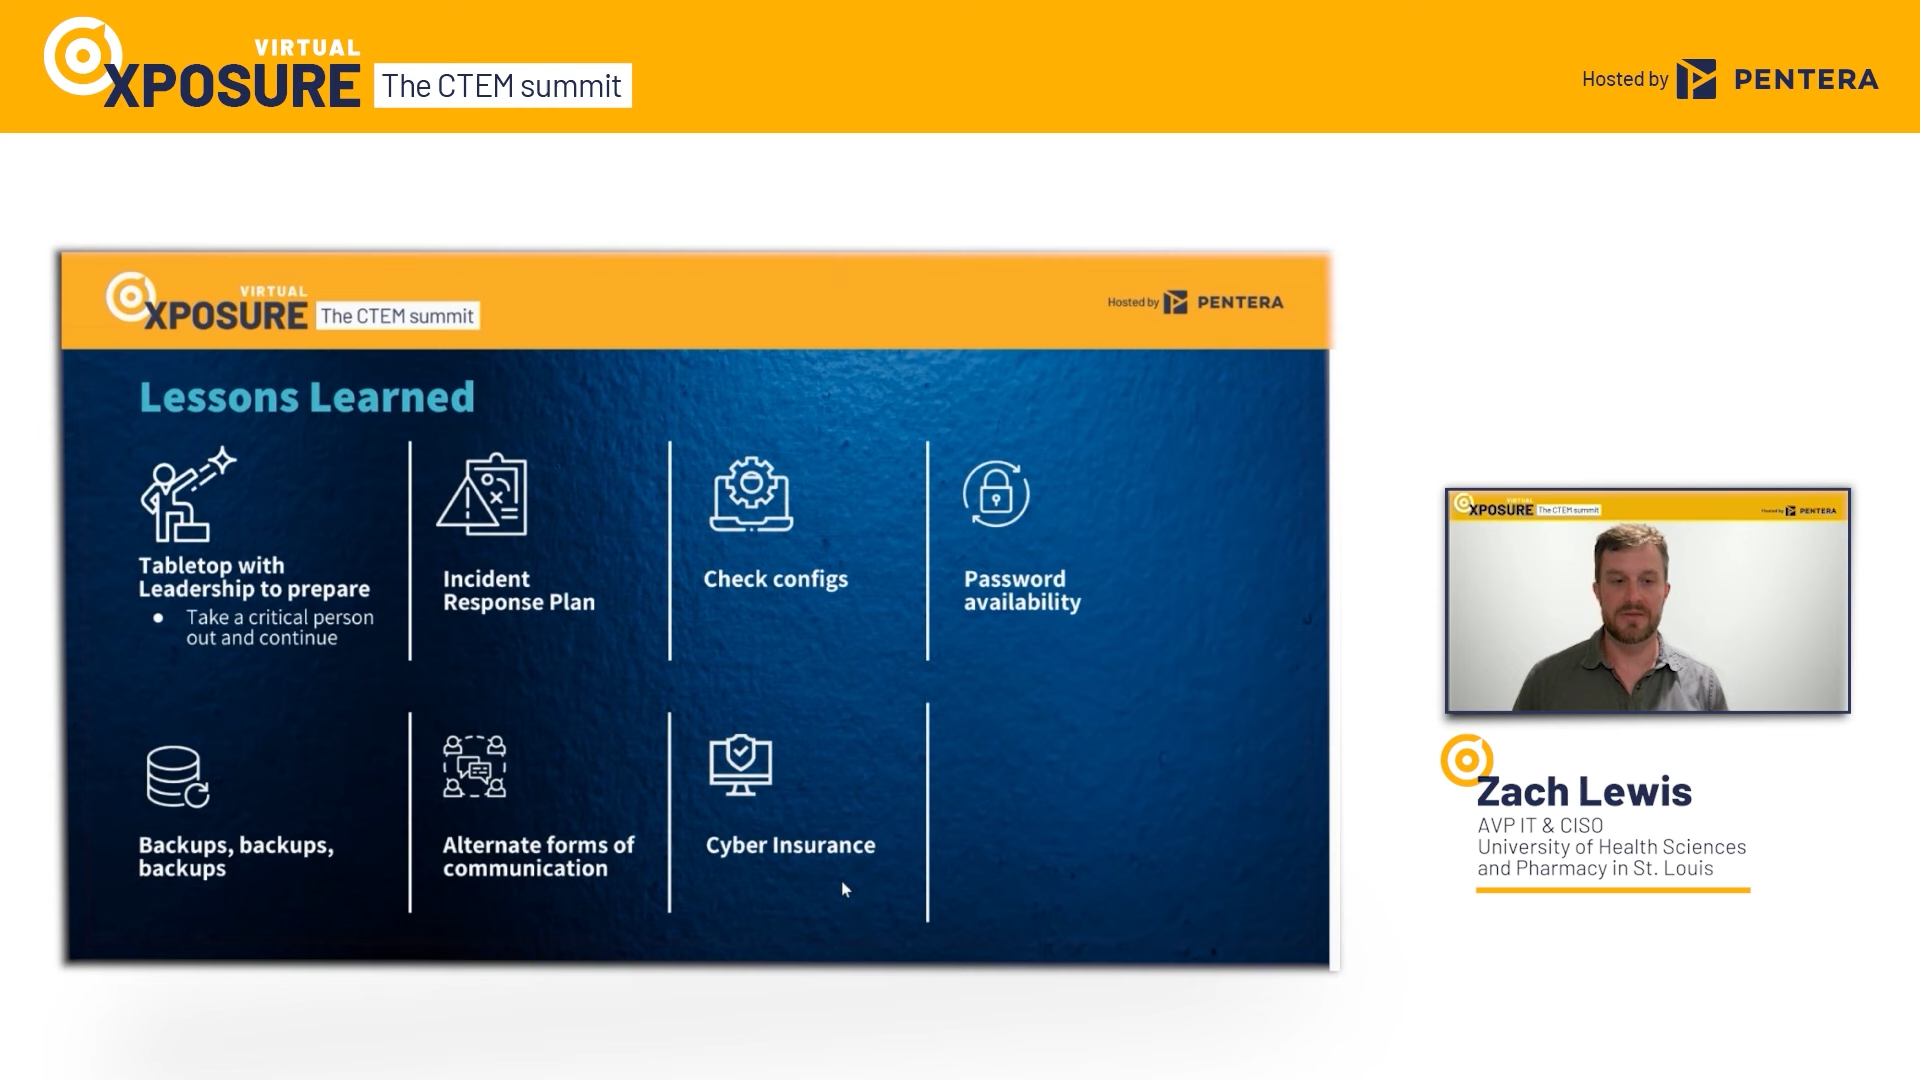 VIRTUAL
XPOSURE The CTEM summit
Hosted by PENTERA
VIRTUAL
XPOSURE The CTEM summit
Hosted by PENTERA
Lessons Learned
Tabletop with
Leadership to prepare
● Take a critical person
out and continue
Incident
Response Plan
Check configs
Password
availability
Backups, backups,
backups
Alternate forms of
communication
Cyber Insurance
VIRTUAL
XPOSURE The CTEM summit
Hosted by PENTERA
Zach Lewis
AVP IT & CISO
University of Health Sciences
and Pharmacy in St. Louis